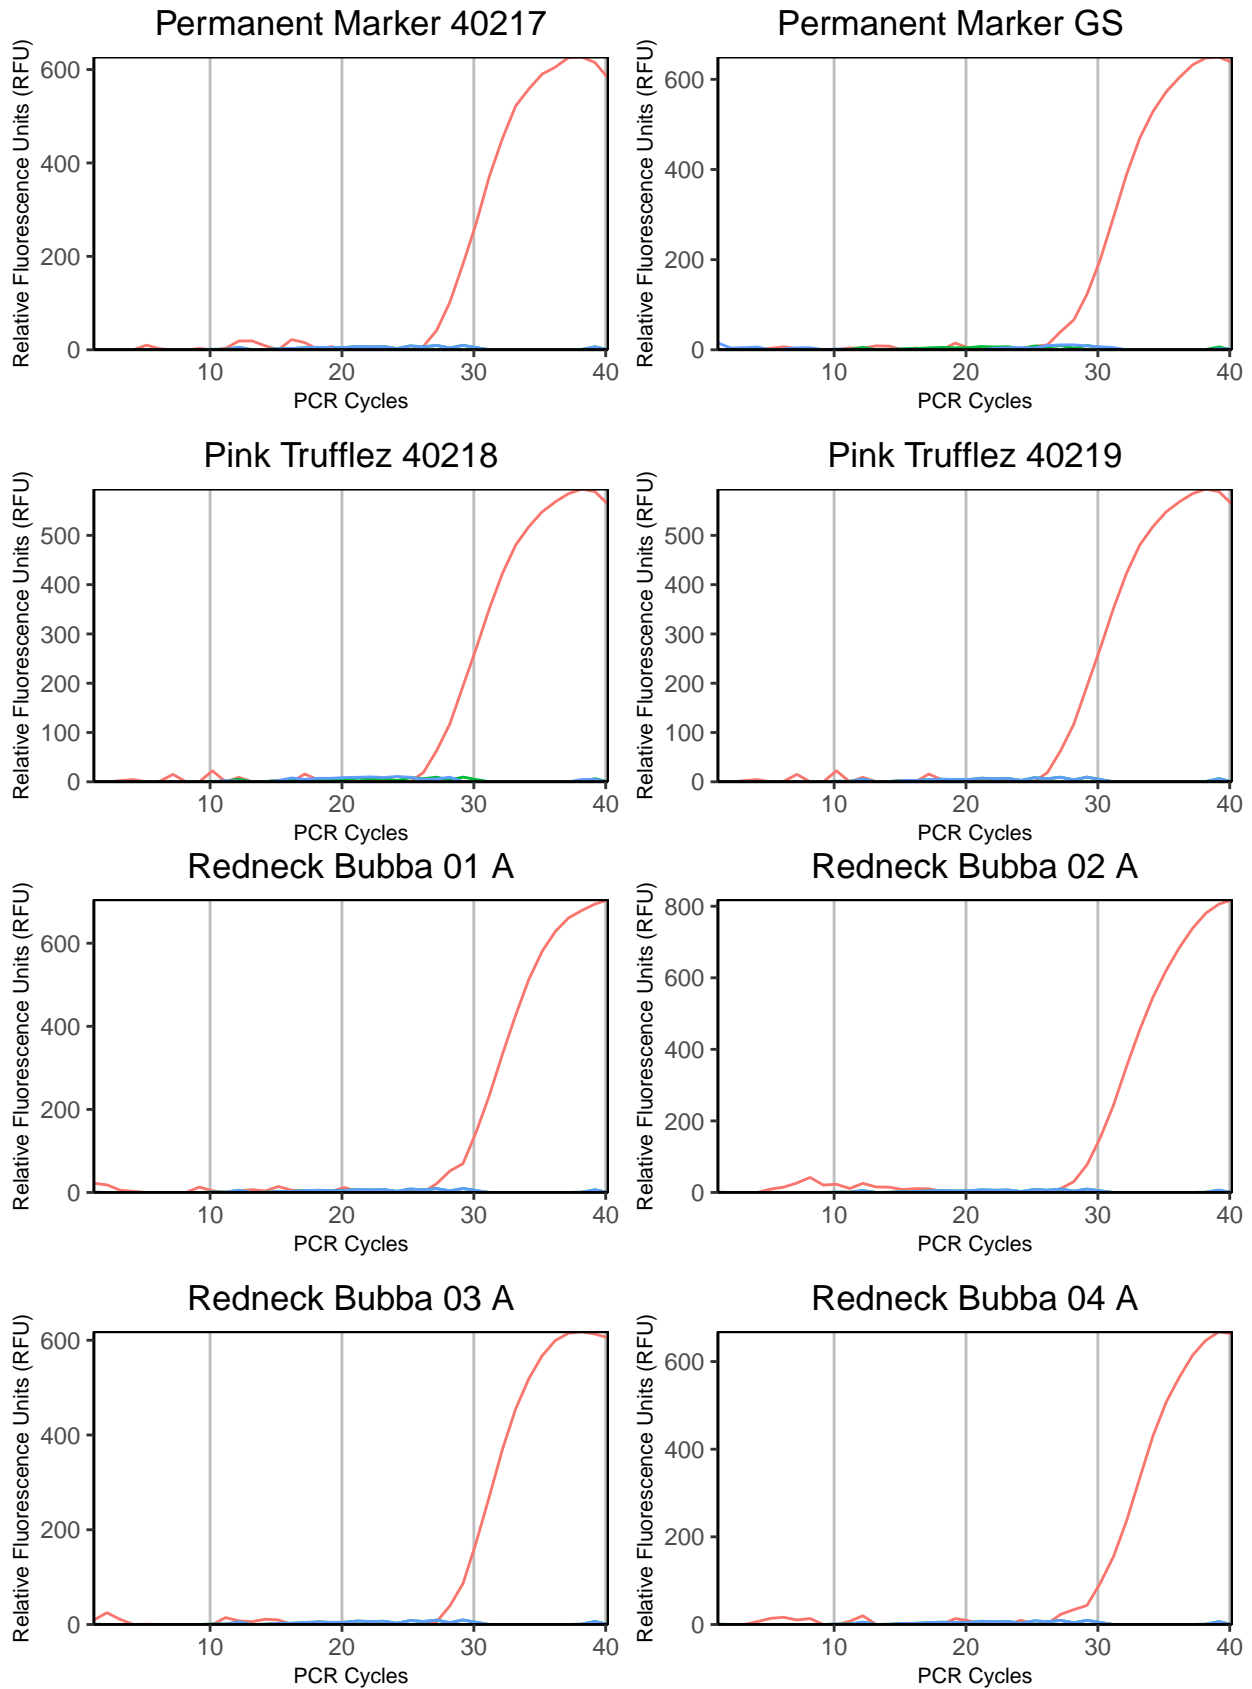 Permanent Marker 40217
Relative Fluorescence Units (RFU)
600
400
200
0
10 20 30 40
PCR Cycles
Permanent Marker GS
Relative Fluorescence Units (RFU)
600
400
200
0
10 20 30 40
PCR Cycles
Pink Trufflez 40218
Relative Fluorescence Units (RFU)
500
400
300
200
100
0
10 20 30 40
PCR Cycles
Pink Trufflez 40219
Relative Fluorescence Units (RFU)
500
400
300
200
100
0
10 20 30 40
PCR Cycles
Redneck Bubba 01 A
Relative Fluorescence Units (RFU)
600
400
200
0
10 20 30 40
PCR Cycles
Redneck Bubba 02 A
Relative Fluorescence Units (RFU)
800
600
400
200
0
10 20 30 40
PCR Cycles
Redneck Bubba 03 A
Relative Fluorescence Units (RFU)
600
400
200
0
10 20 30 40
PCR Cycles
Redneck Bubba 04 A
Relative Fluorescence Units (RFU)
600
400
200
0
10 20 30 40
PCR Cycles